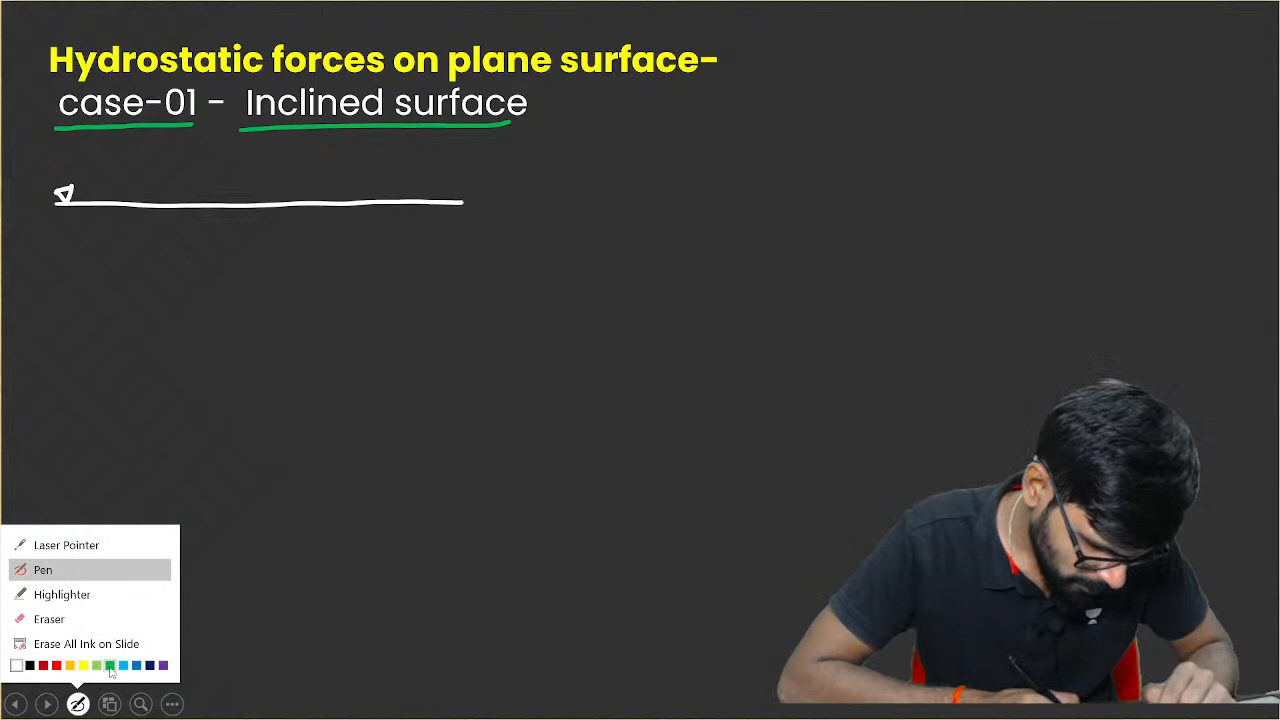 Hydrostatic forces on plane surface-
case-01 - Inclined surface
Laser Pointer
Pen
Highlighter
Eraser
Erase All Ink on Slide